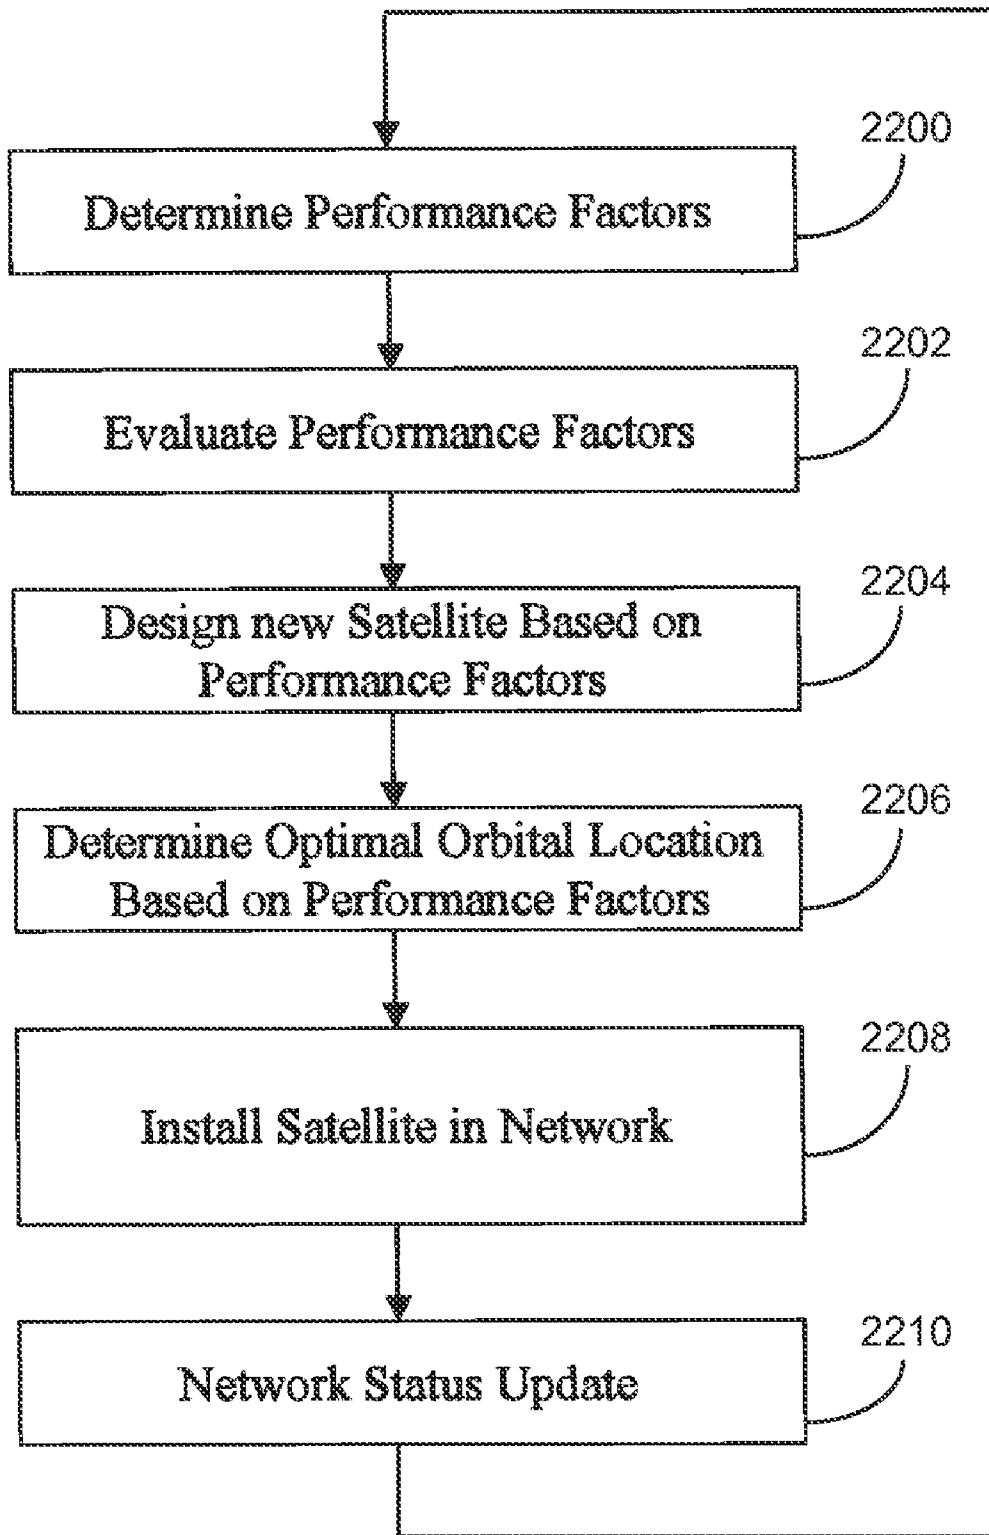 2200
Determine Performance Factors
2202
Evaluate Performance Factors
2204
Design new Satellite Based on
Performance Factors
2206
Determine Optimal Orbital Location
Based on Performance Factors
2208
Install Satellite in Network
2210
Network Status Update